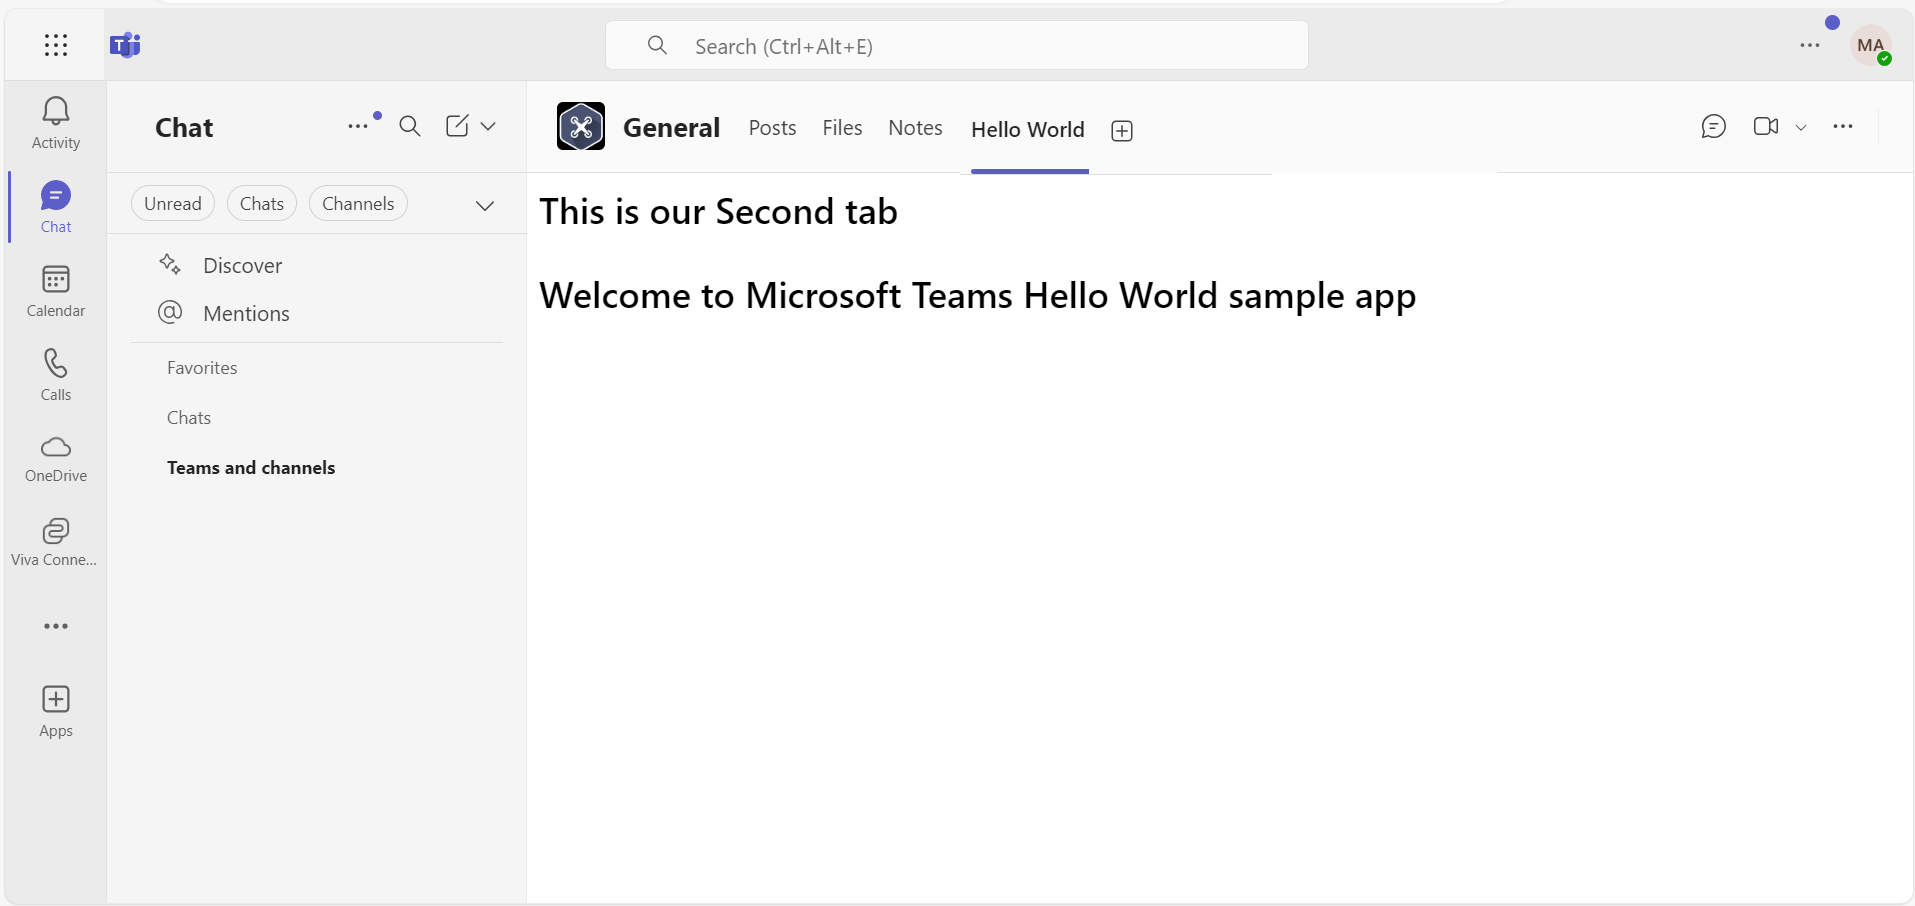 Search (Ctrl+Alt+E)
MA
Activity
Chat
Calendar
Calls
OneDrive
Viva Conne...
Apps
Chat
Unread Chats Channels
Discover
Mentions
Favorites
Chats
Teams and channels
General Posts Files Notes Hello World
This is our Second tab
Welcome to Microsoft Teams Hello World sample app